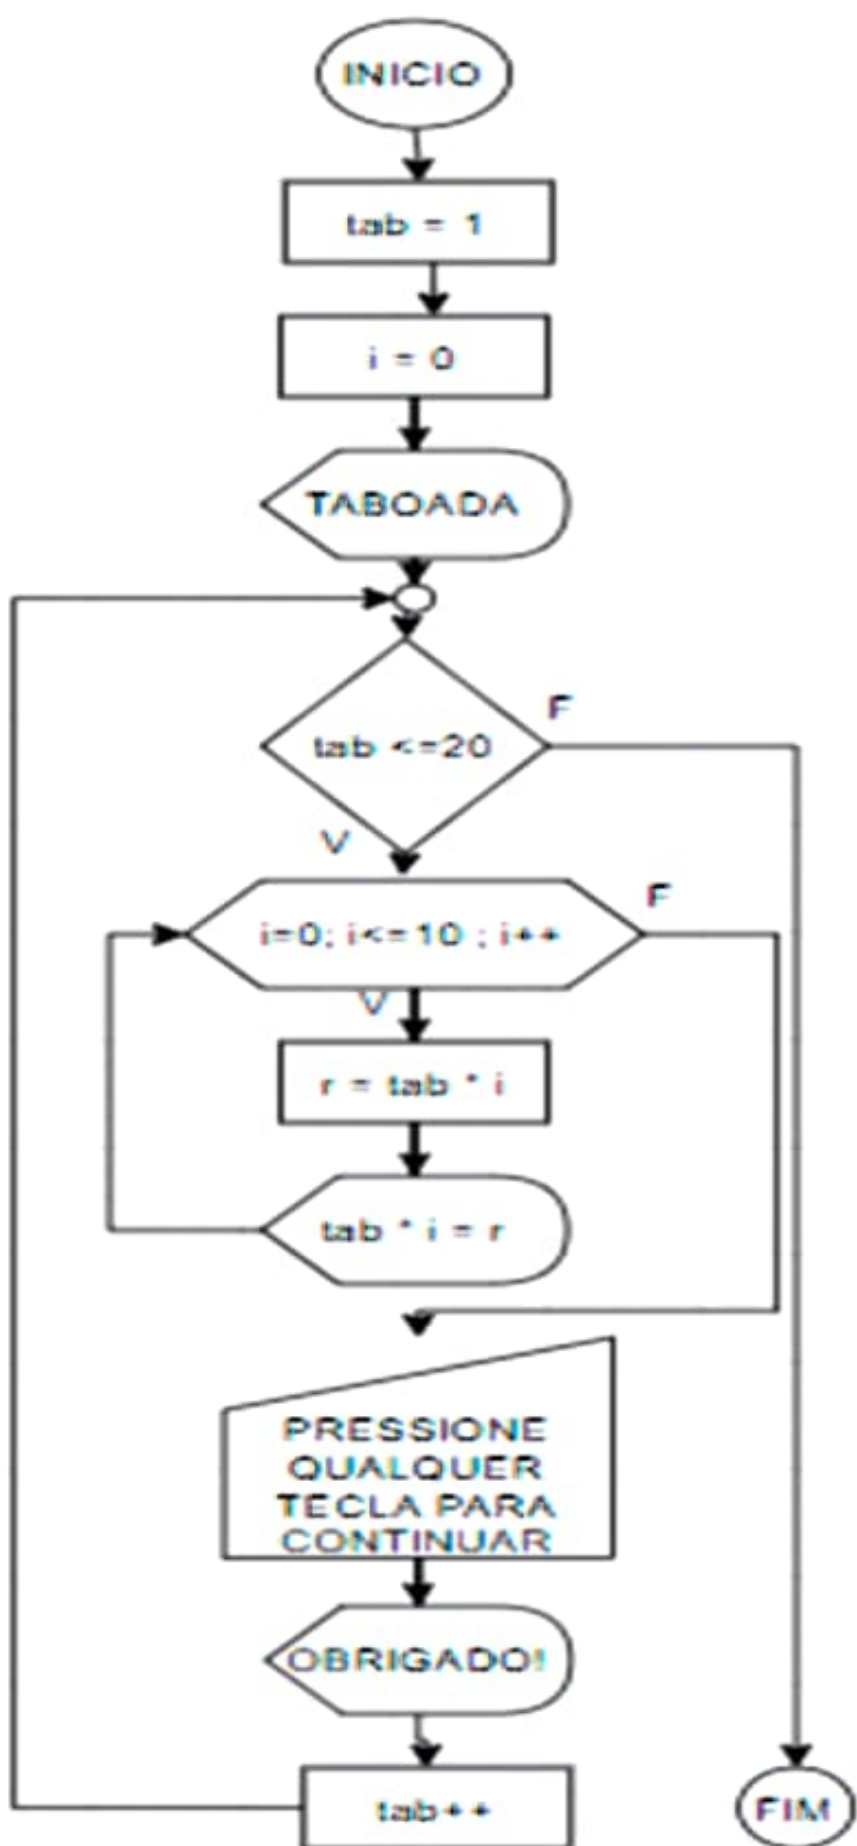 INICIO
tab = 1
i = 0
TABOADA
tab <=20
F
V
i=0; i<=10 ; i++
F
V
r = tab * i
tab * i = r
PRESSIONE
QUALQUER
TECLA PARA
CONTINUAR
OBRIGADO!
tab++
FIM